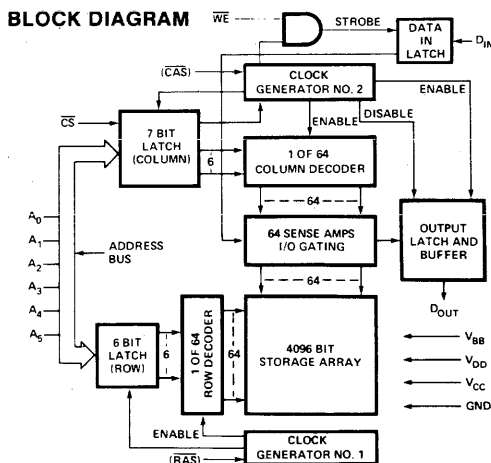 BLOCK DIAGRAM
WE
STROBE
DATA
IN
LATCH
DIN
(CAS)
CLOCK
GENERATOR NO. 2
ENABLE
DISABLE
ENABLE
CS
7 BIT
LATCH
(COLUMN)
6
1 OF 64
COLUMN DECODER
64
A0
A1
A2
A3
A4
A5
ADDRESS
BUS
64 SENSE AMPS
I/O GATING
OUTPUT
LATCH AND
BUFFER
64
DOUT
6 BIT
LATCH
(ROW)
6
1 OF 64
ROW DECODER
64
4096 BIT
STORAGE ARRAY
VBB
VDD
VCC
GND
ENABLE
CLOCK
GENERATOR NO. 1
(RAS)